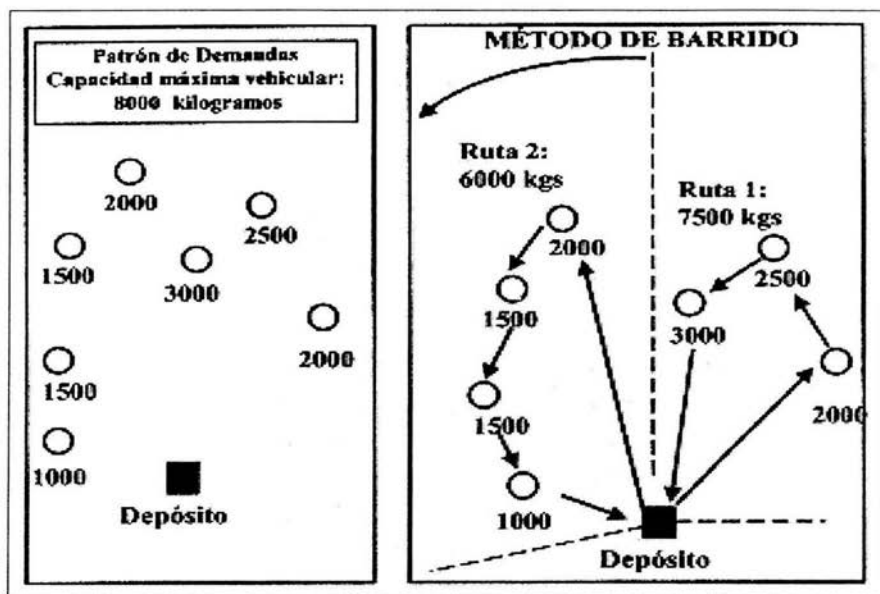 Patrón de Demandas
Capacidad máxima vehicular:
8000 kilogramos
2000
2500
1500
3000
2000
1500
1000
Depósito
MÉTODO DE BARRIDO
Ruta 2:
6000 kgs
Ruta 1:
7500 kgs
2000
2500
1500
3000
2000
1500
1000
Depósito